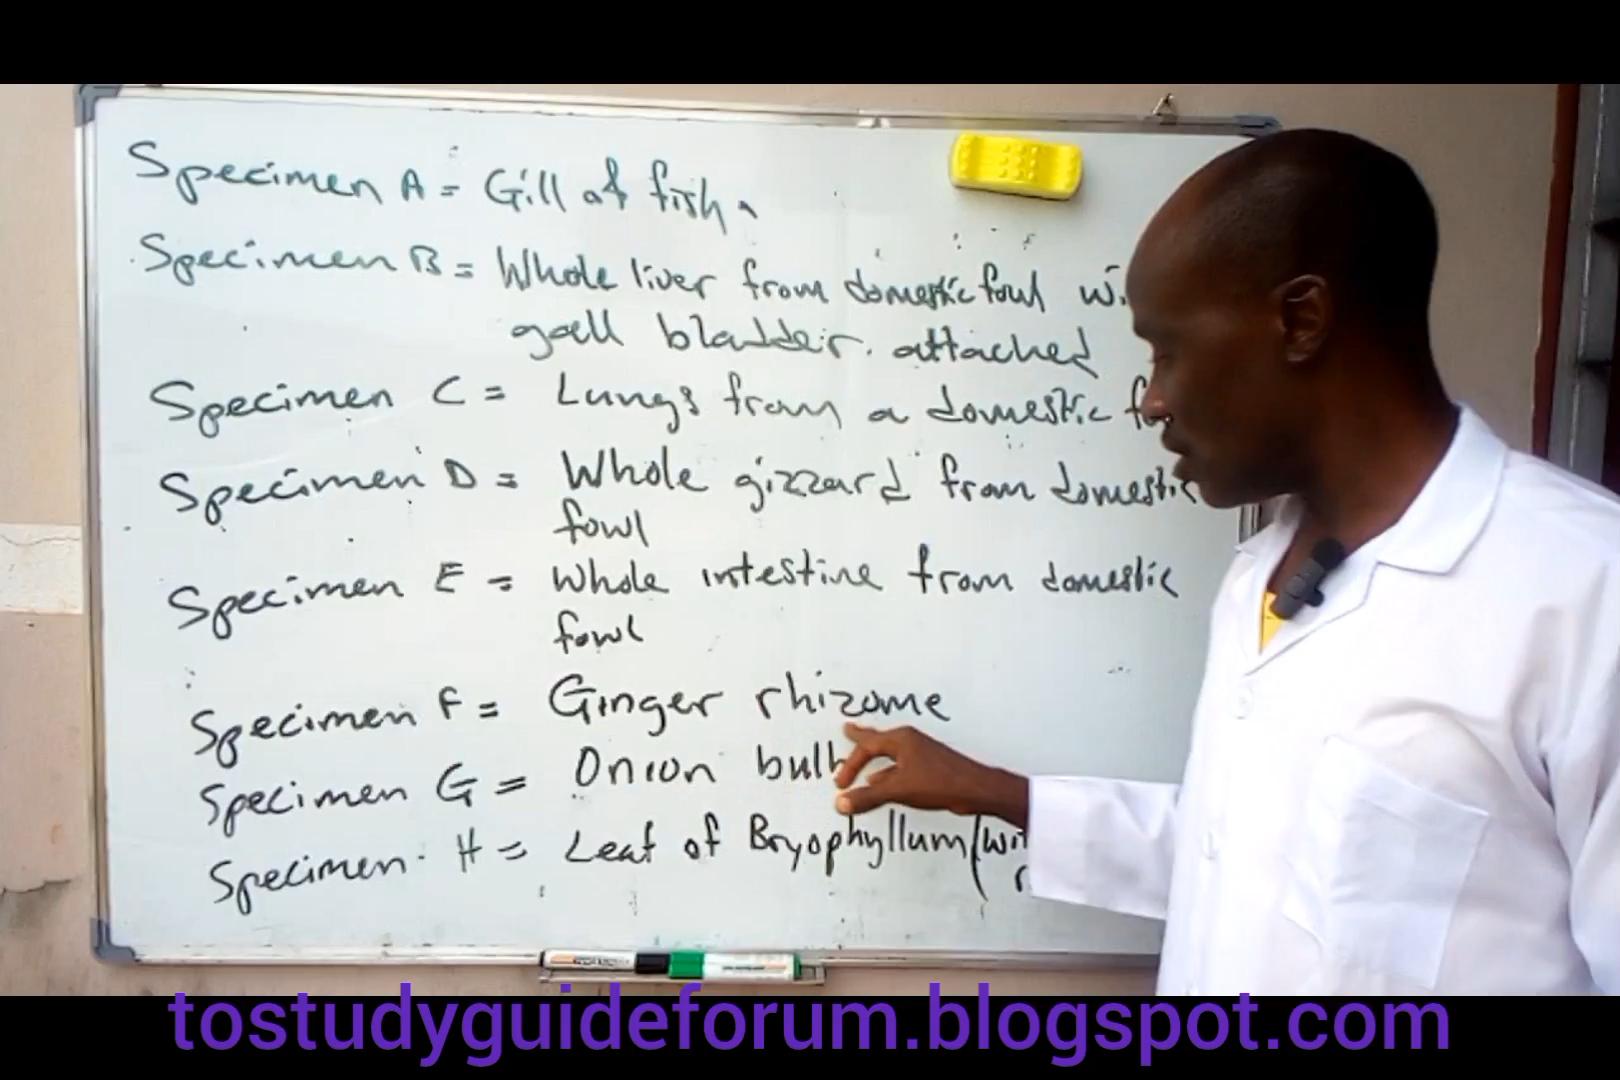 Specimen A = Gill of fish
Specimen B = Whole liver from domestic foul
gall bladder. attached
Specimen C = Lungs from a domestic
Specimen D = Whole gizzard from domestic
fowl
Specimen E = Whole intestine from domestic
fowl
Specimen F = Ginger rhizome
Specimen G = Onion bulb
Specimen H = Leaf of Bryophyllum
tostudyguideforum.blogspot.com